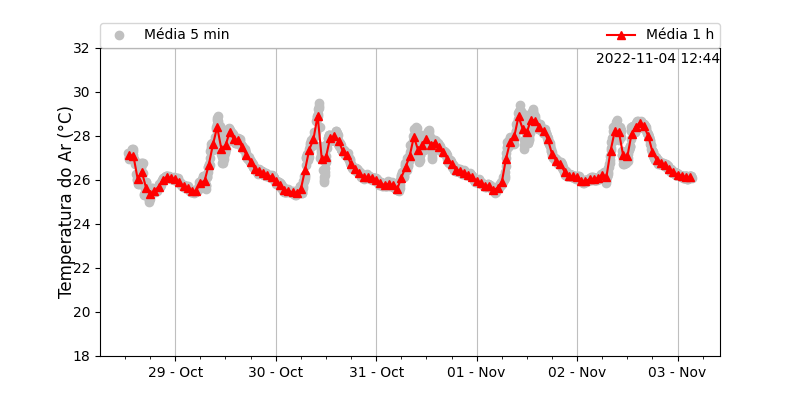 Média 5 min
Média 1 h
2022-11-04 12:44
Temperatura do Ar (°C)
32
30
28
26
24
22
20
18
29 - Oct
30 - Oct
31 - Oct
01 - Nov
02 - Nov
03 - Nov